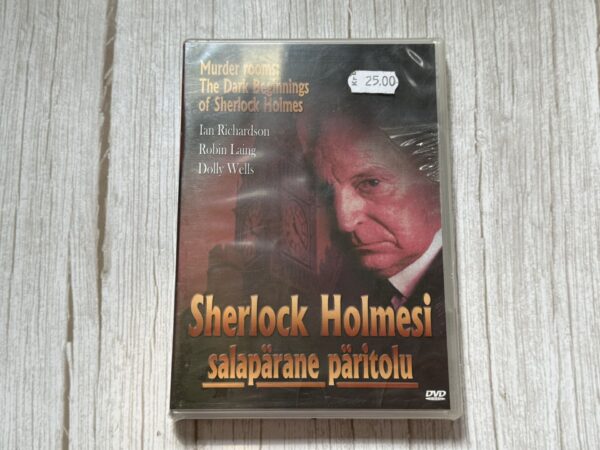 Murder rooms:
The Dark Beginnings
of Sherlock Holmes
25.00
Ian Richardson
Robin Laing
Dolly Wells
Sherlock Holmesi
salapärane päritolu
DVD